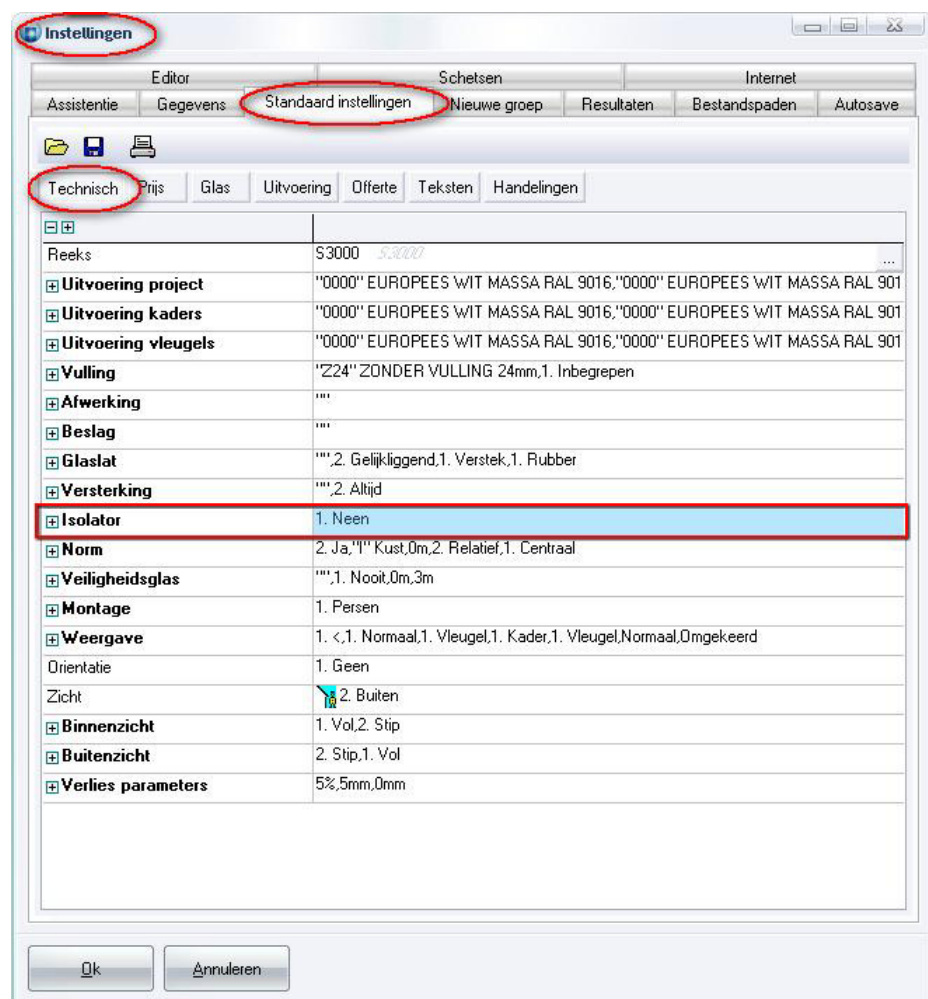 Instellingen
Editor Schetsen Internet
Assistentie Gegevens Standaard instellingen Nieuwe groep Resultaten Bestandspaden Autosave
Technisch Prijs Glas Uitvoering Offerte Teksten Handelingen
Reeks S3000 S3000 ...
Uitvoering project "0000" EUROPEES WIT MASSA RAL 9016,"0000" EUROPEES WIT MASSA RAL 901
Uitvoering kaders "0000" EUROPEES WIT MASSA RAL 9016,"0000" EUROPEES WIT MASSA RAL 901
Uitvoering vleugels "0000" EUROPEES WIT MASSA RAL 9016,"0000" EUROPEES WIT MASSA RAL 901
Vulling "Z24" ZONDER VULLING 24mm,1. Inbegrepen
Afwerking ""
Beslag ""
Glaslat "",2. Gelijkliggend,1. Verstek,1. Rubber
Versterking "",2. Altijd
Isolator 1. Neen
Norm 2. Ja,"I" Kust,0m,2. Relatief,1. Centraal
Veiligheidsglas "",1. Nooit,0m,3m
Montage 1. Persen
Weergave 1. <,1. Normaal,1. Vleugel,1. Kader,1. Vleugel,Normaal,Omgekeerd
Orientatie 1. Geen
Zicht 2. Buiten
Binnenzicht 1. Vol,2. Stip
Buitenzicht 2. Stip,1. Vol
Verlies parameters 5%,5mm,0mm
Ok Annuleren